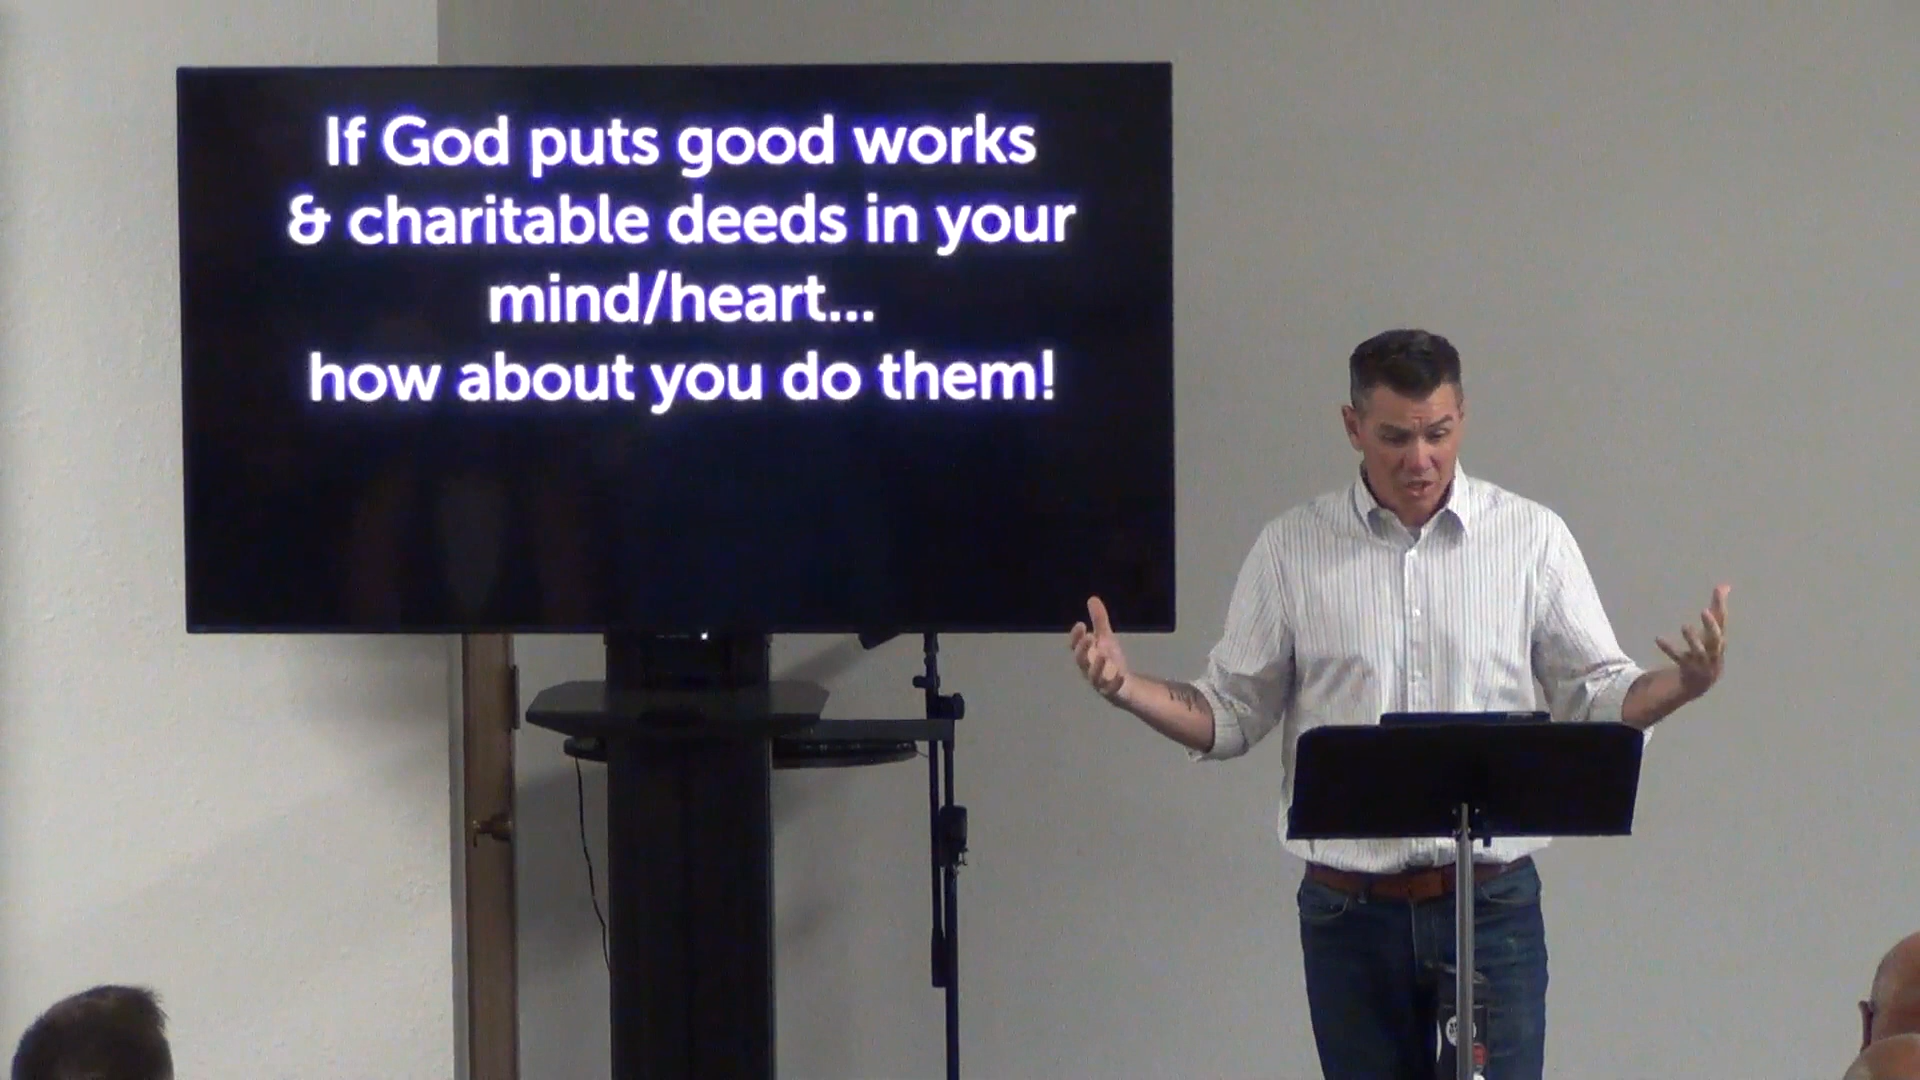 If God puts good works
& charitable deeds in your
mind/heart...
how about you do them!